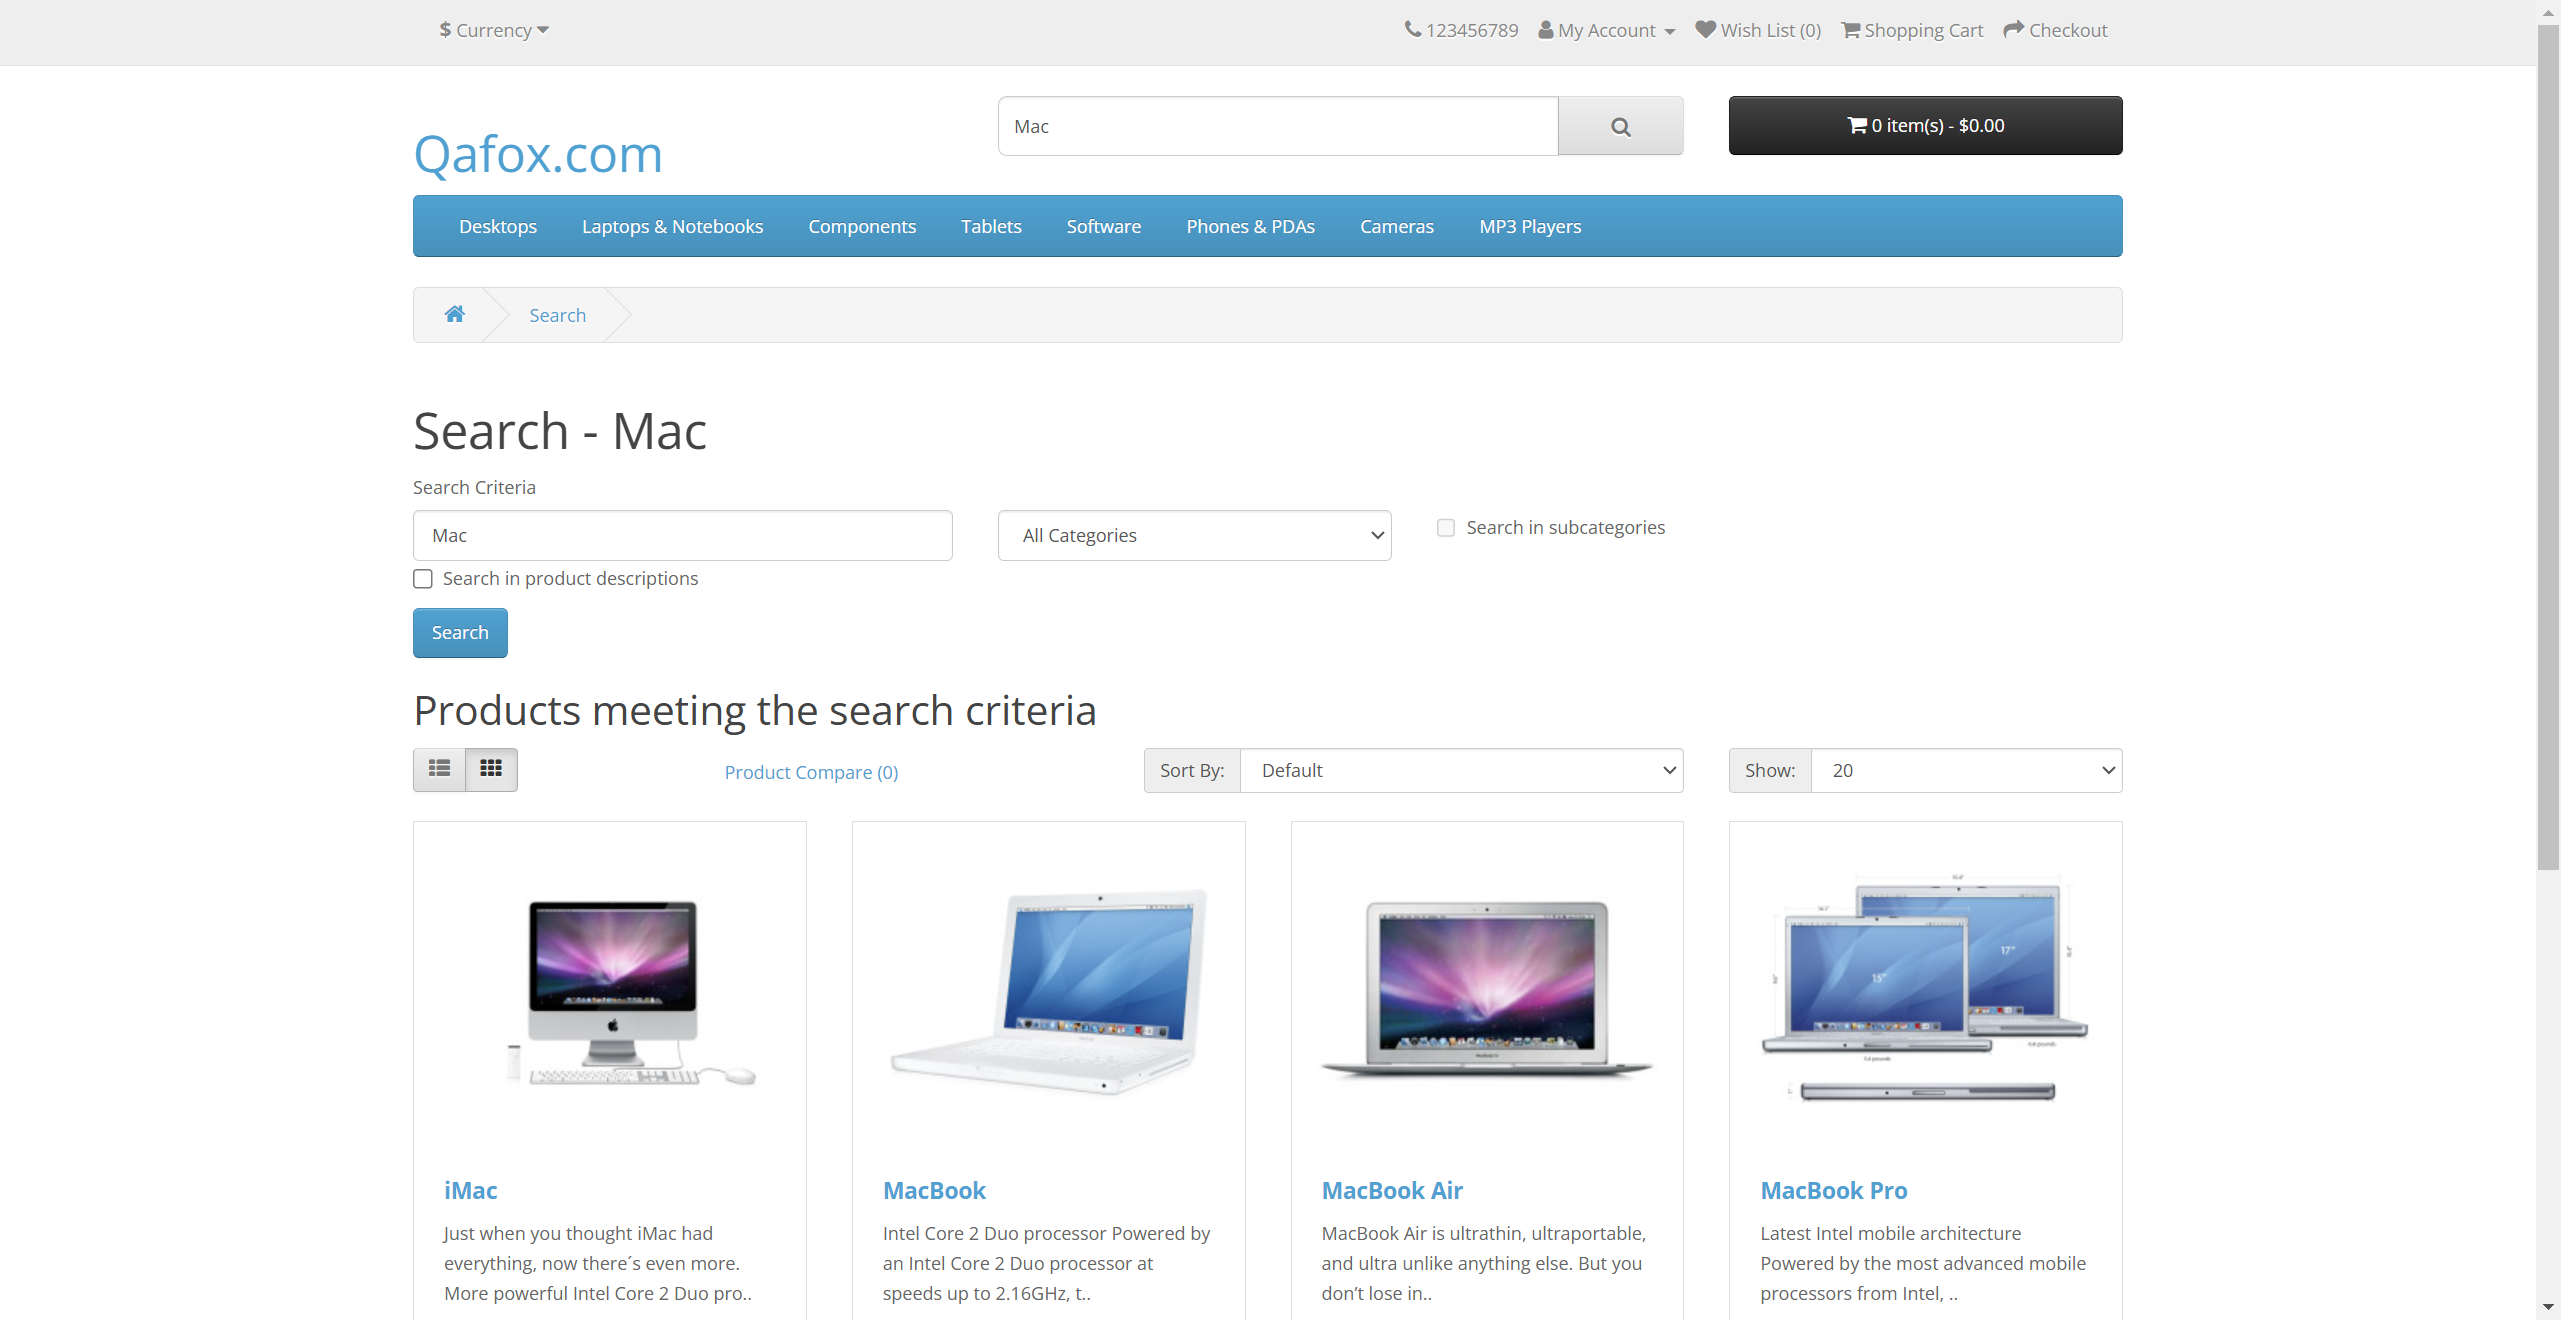 $ Currency
123456789 My Account Wish List (0) Shopping Cart Checkout
Qafox.com
Mac
0 item(s) - $0.00
Desktops Laptops & Notebooks Components Tablets Software Phones & PDAs Cameras MP3 Players
Search
Search - Mac
Search Criteria
Mac
All Categories
Search in subcategories
Search in product descriptions
Search
Products meeting the search criteria
Product Compare (0)
Sort By: Default
Show: 20
15"
17"
iMac
Just when you thought iMac had
everything, now there´s even more.
More powerful Intel Core 2 Duo pro..
MacBook
Intel Core 2 Duo processor Powered by
an Intel Core 2 Duo processor at
speeds up to 2.16GHz, t..
MacBook Air
MacBook Air is ultrathin, ultraportable,
and ultra unlike anything else. But you
don’t lose in..
MacBook Pro
Latest Intel mobile architecture
Powered by the most advanced mobile
processors from Intel, ..